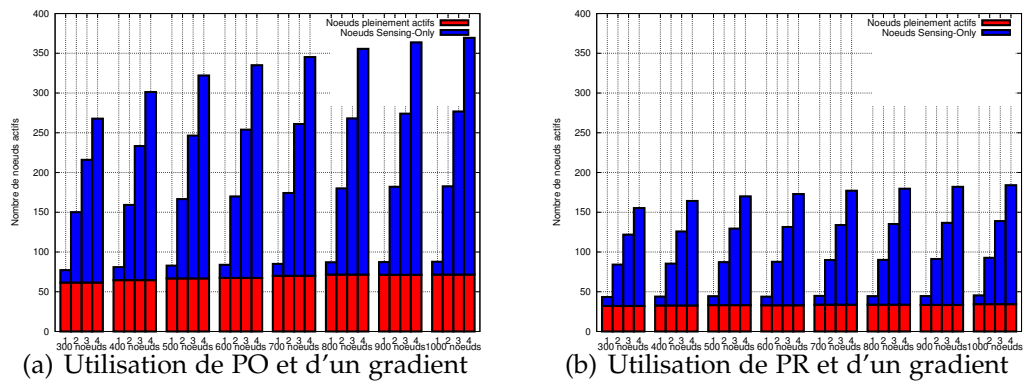 400
350
300
250
200
150
100
50
0
Nombre de noeuds actifs
Noeuds pleinement actifs
Noeuds Sensing-Only
1 2 3 4 1 2 3 4 1 2 3 4 1 2 3 4 1 2 3 4 1 2 3 4 1 2 3 4 1 2 3 4
300 noeuds 400 noeuds 500 noeuds 600 noeuds 700 noeuds 800 noeuds 900 noeuds 1000 noeuds
(a) Utilisation de PO et d'un gradient
400
350
300
250
200
150
100
50
0
Nombre de noeuds actifs
Noeuds pleinement actifs
Noeuds Sensing-Only
1 2 3 4 1 2 3 4 1 2 3 4 1 2 3 4 1 2 3 4 1 2 3 4 1 2 3 4 1 2 3 4
300 noeuds 400 noeuds 500 noeuds 600 noeuds 700 noeuds 800 noeuds 900 noeuds 1000 noeuds
(b) Utilisation de PR et d'un gradient